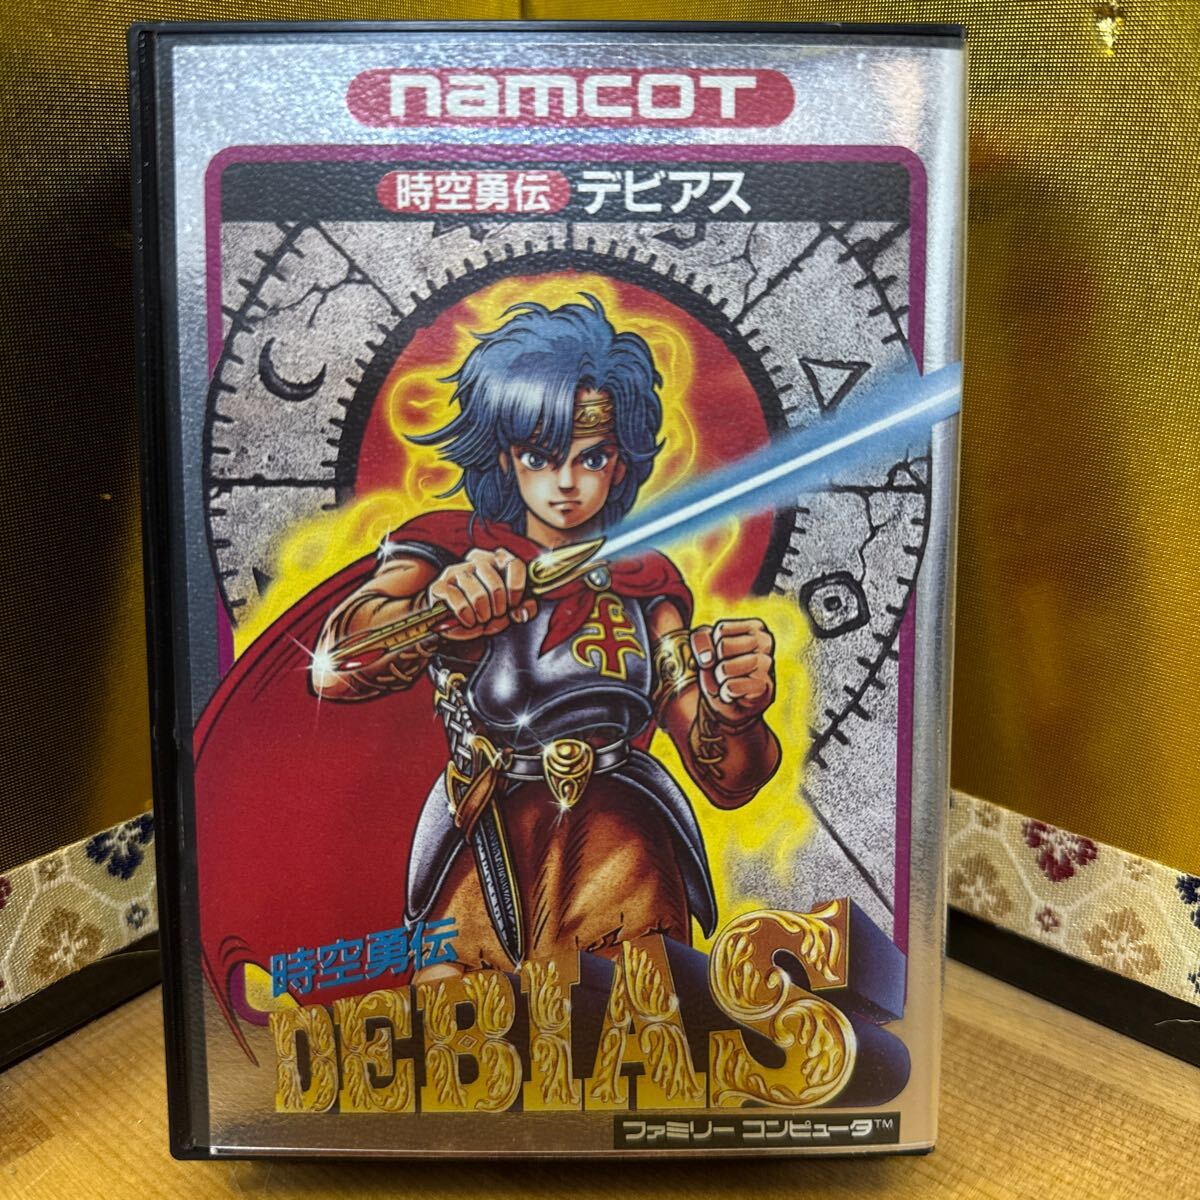 namcot
時空勇伝 デビアス
時空勇伝
DEBIAS
ファミリー コンピュータ™